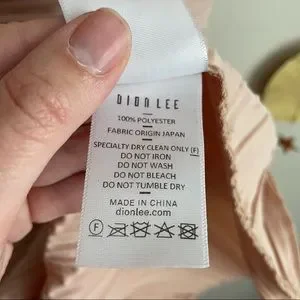 DION LEE
100% POLYESTER
FABRIC ORIGIN JAPAN
SPECIALTY DRY CLEAN ONLY (F)
DO NOT IRON
DO NOT WASH
DO NOT BLEACH
DO NOT TUMBLE DRY
MADE IN CHINA
dionlee.com
F